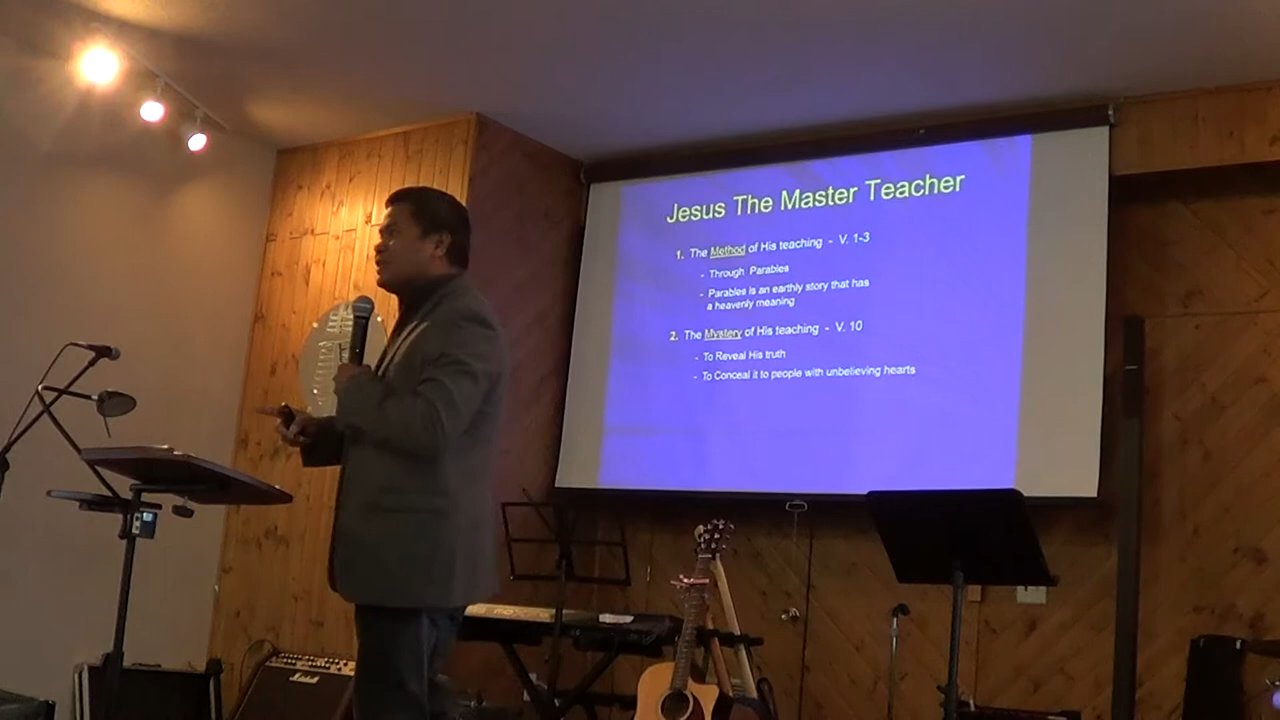 Jesus The Master Teacher
1. The Method of His teaching - V. 1-3
- Through Parables
- Parables is an earthly story that has
a heavenly meaning
2. The Mystery of His teaching - V. 10
- To Reveal His truth
- To Conceal it to people with unbelieving hearts
Marshall